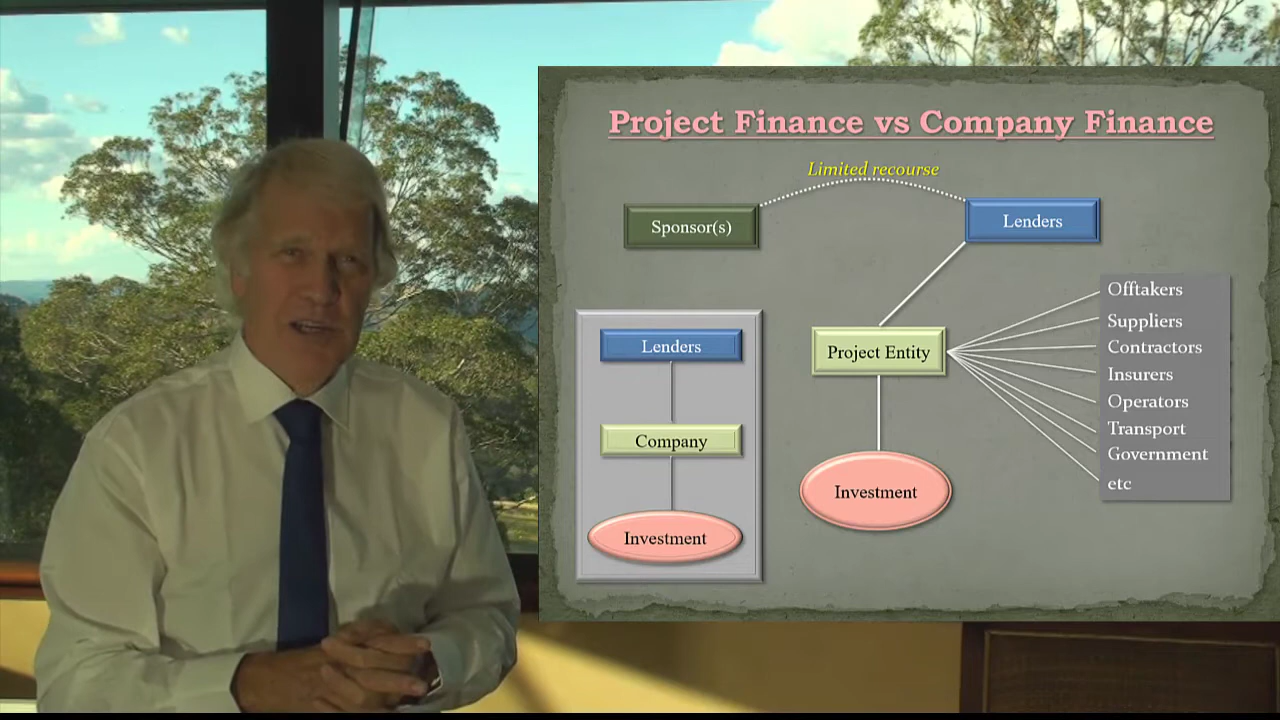 Project Finance vs Company Finance
Limited recourse
Sponsor(s)
Lenders
Lenders
Company
Investment
Project Entity
Investment
Offtakers
Suppliers
Contractors
Insurers
Operators
Transport
Government
etc